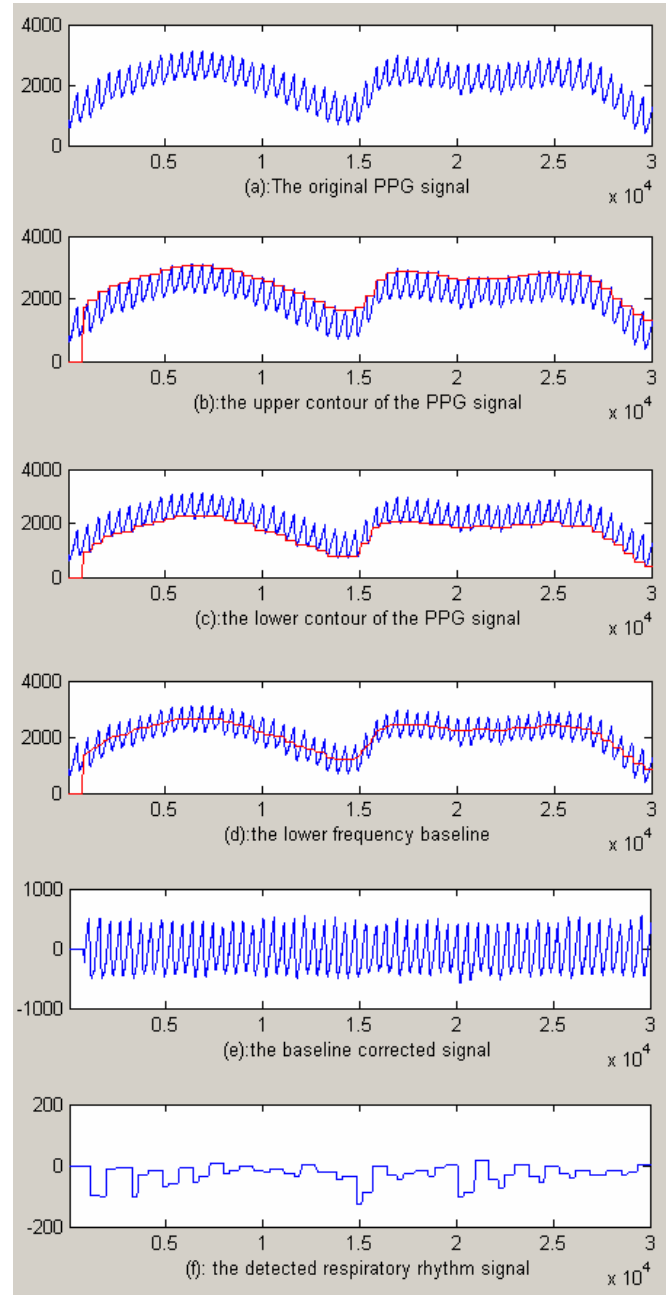 4000
2000
0
0.5 1 1.5 2 2.5 3
(a):The original PPG signal
x 10^4
4000
2000
0
0.5 1 1.5 2 2.5 3
(b):the upper contour of the PPG signal
x 10^4
4000
2000
0
0.5 1 1.5 2 2.5 3
(c):the lower contour of the PPG signal
x 10^4
4000
2000
0
0.5 1 1.5 2 2.5 3
(d):the lower frequency baseline
x 10^4
1000
0
-1000
0.5 1 1.5 2 2.5 3
(e):the baseline corrected signal
x 10^4
200
0
-200
0.5 1 1.5 2 2.5 3
(f): the detected respiratory rhythm signal
x 10^4